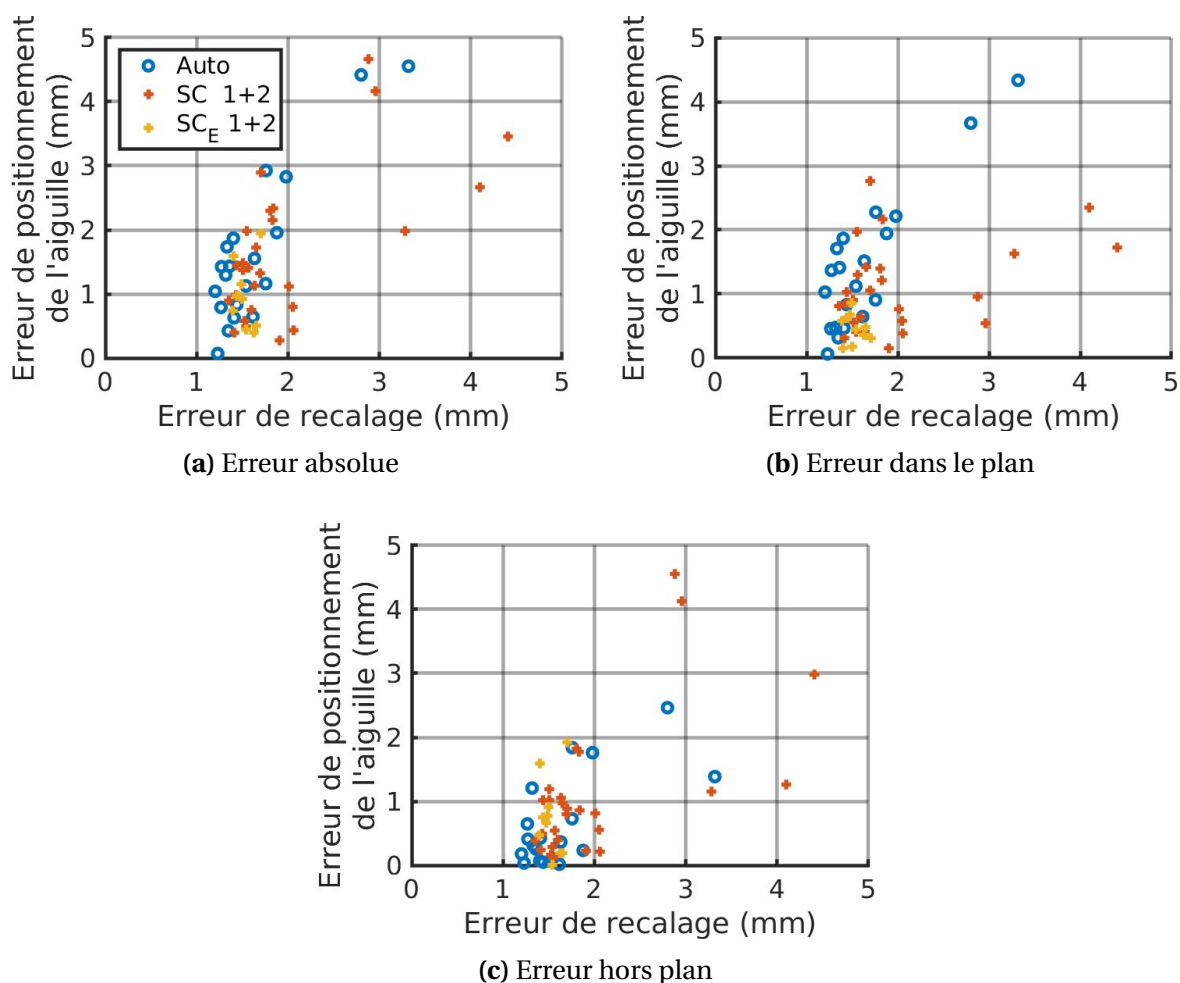 Erreur de positionnement
de l'aiguille (mm)
5
4
3
2
1
0
Auto
SC 1+2
SC_E 1+2
0 1 2 3 4 5
Erreur de recalage (mm)
(a) Erreur absolue
Erreur de positionnement
de l'aiguille (mm)
5
4
3
2
1
0
0 1 2 3 4 5
Erreur de recalage (mm)
(b) Erreur dans le plan
Erreur de positionnement
de l'aiguille (mm)
5
4
3
2
1
0
0 1 2 3 4 5
Erreur de recalage (mm)
(c) Erreur hors plan